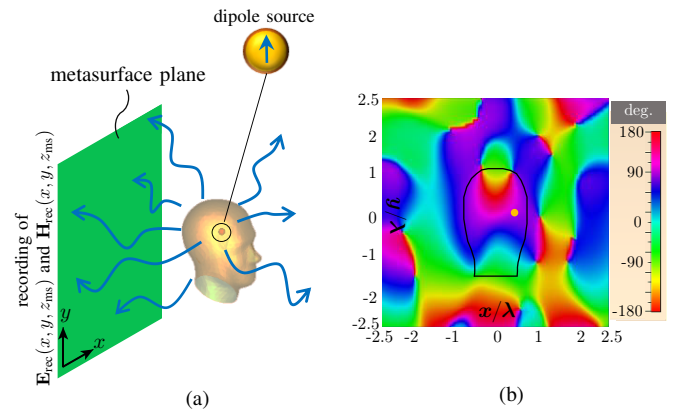 dipole source
metasurface plane
recording of
E_rec(x, y, z_ms) and H_rec(x, y, z_ms)
y
x
(a)
deg.
180
90
0
-90
-180
2.5
2
1
0
-1
-2
-2.5
y/λ
x/λ
-2.5 -2 -1 0 1 2 2.5
(b)